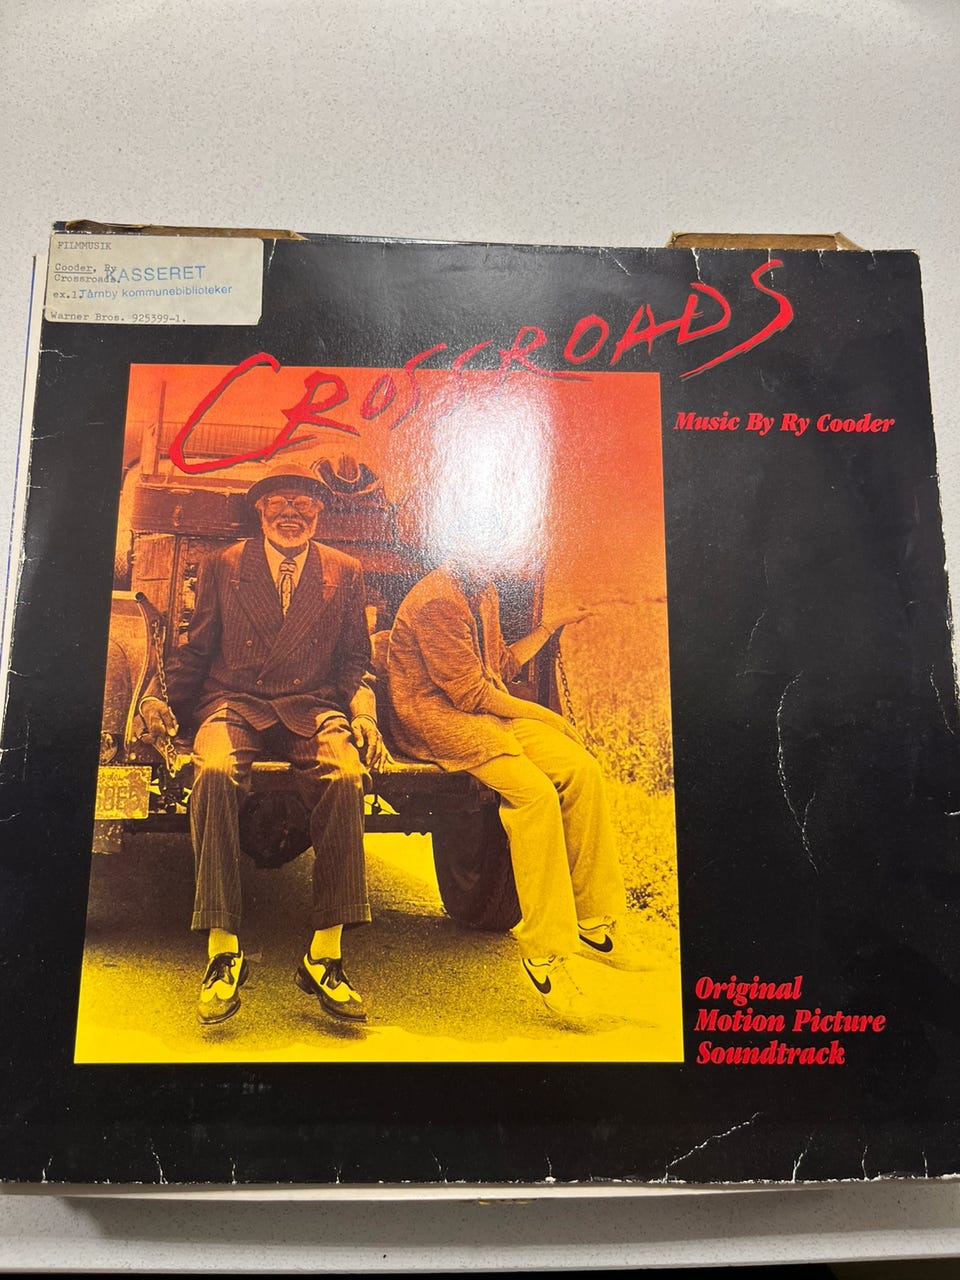 FILMMUSIK
Cooder, Ry
Crossroads.
KASSERET
ex.1.
Tårnby kommunebiblioteker
Warner Bros. 925399-1.
CROSSROADS
Music By Ry Cooder
Original
Motion Picture
Soundtrack